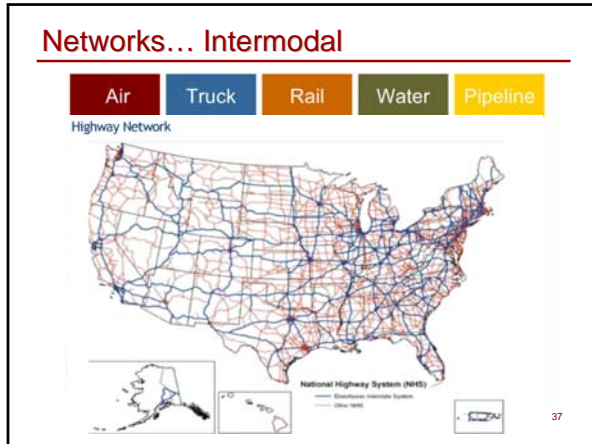 Networks… Intermodal
Air Truck Rail Water Pipeline
Highway Network
National Highway System (NHS)
Eisenhower Interstate System
Other NHS
37